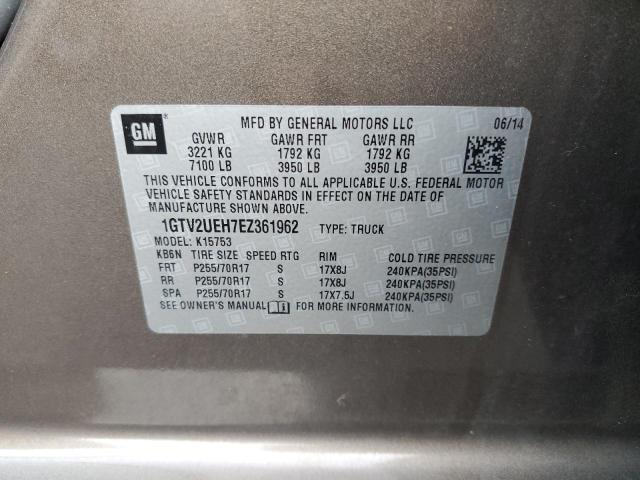 GM
MFD BY GENERAL MOTORS LLC 06/14
GVWR GAWR FRT GAWR RR
3221 KG 1792 KG 1792 KG
7100 LB 3950 LB 3950 LB
THIS VEHICLE CONFORMS TO ALL APPLICABLE U.S. FEDERAL MOTOR
VEHICLE SAFETY STANDARDS IN EFFECT ON THE DATE OF
MANUFACTURE SHOWN ABOVE.
1GTV2UEH7EZ361962 TYPE: TRUCK
MODEL: K15753
KB6N TIRE SIZE SPEED RTG RIM COLD TIRE PRESSURE
FRT P255/70R17 S 17X8J 240KPA(35PSI)
RR P255/70R17 S 17X8J 240KPA(35PSI)
SPA P255/70R17 S 17X7.5J 240KPA(35PSI)
SEE OWNER'S MANUAL FOR MORE INFORMATION.